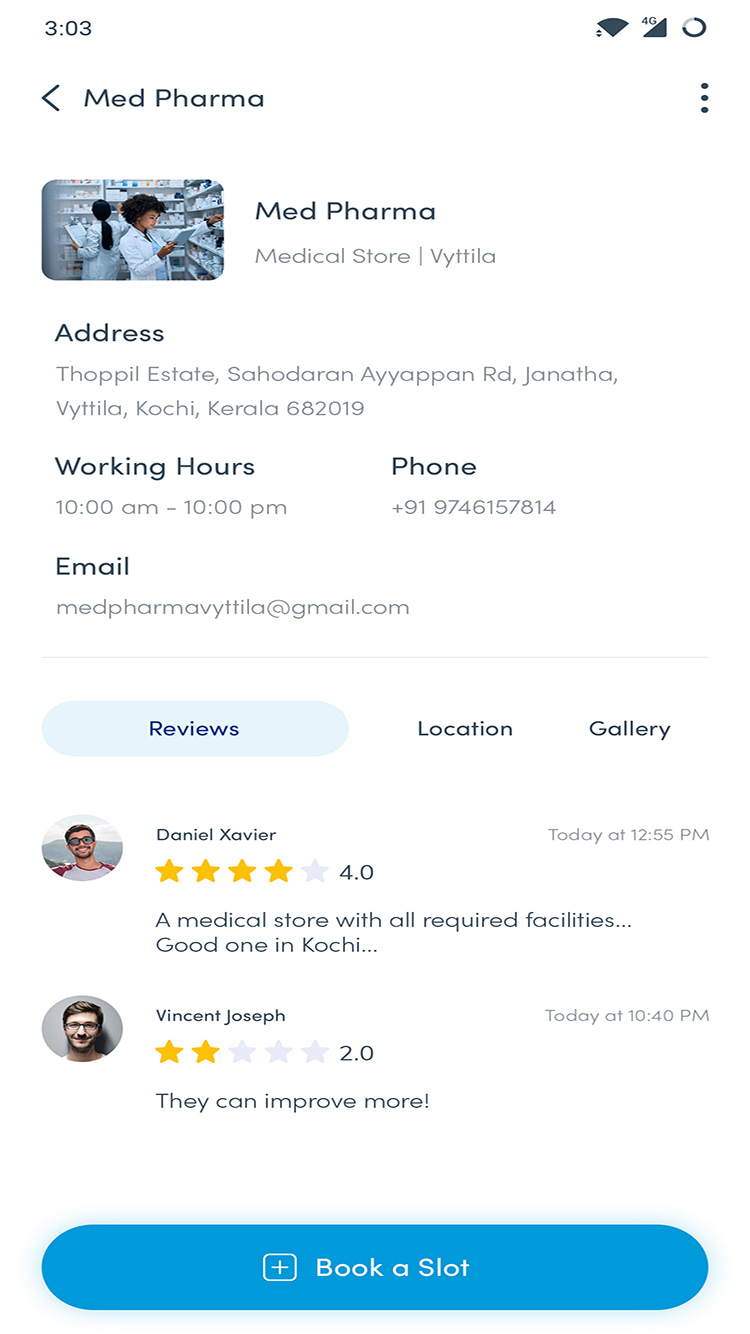 3:03
4G
Med Pharma
Med Pharma
Medical Store | Vyttila
Address
Thoppil Estate, Sahodaran Ayyappan Rd, Janatha,
Vyttila, Kochi, Kerala 682019
Working Hours
Phone
10:00 am - 10:00 pm
+91 9746157814
Email
medpharmavyttila@gmail.com
Reviews
Location
Gallery
Daniel Xavier
Today at 12:55 PM
4.0
A medical store with all required facilities...
Good one in Kochi...
Vincent Joseph
Today at 10:40 PM
2.0
They can improve more!
Book a Slot